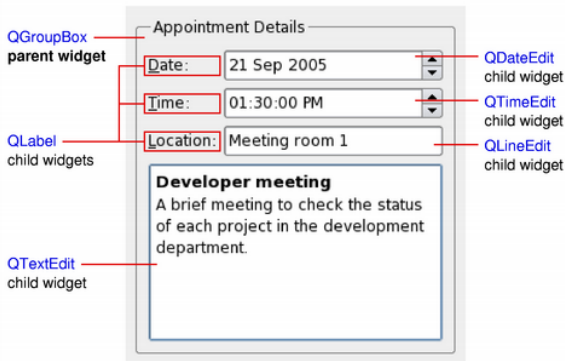 Appointment Details
QGroupBox
parent widget
Date:
21 Sep 2005
QDateEdit
child widget
Time:
01:30:00 PM
QTimeEdit
child widget
QLabel
child widgets
Location:
Meeting room 1
QLineEdit
child widget
Developer meeting
A brief meeting to check the status
of each project in the development
department.
QTextEdit
child widget